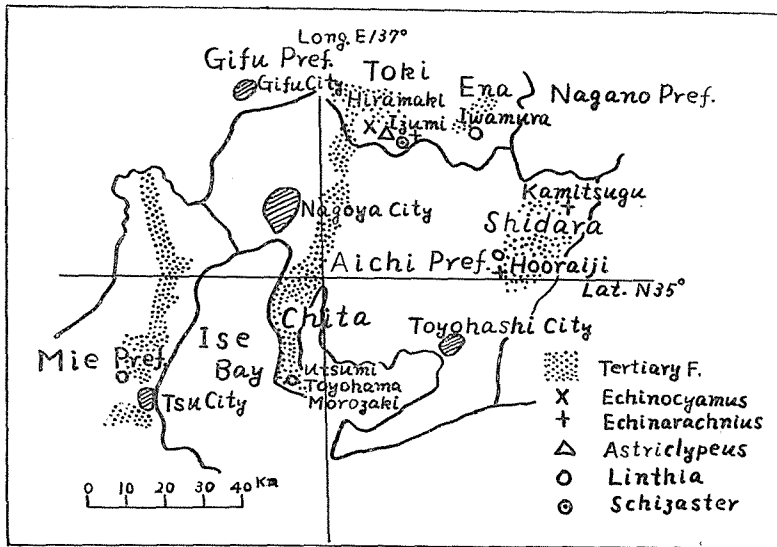 Long. E 137°
Gifu Pref.
Gifu City
Toki
Hiramaki
Izumi
Ena
Iwamura
Nagano Pref.
Kamitsugu
Shidara
Nagoya City
Aichi Pref.
Hooraiji
Lat. N35°
Chita
Toyohashi City
Mie Pref.
Ise
Bay
Utsumi
Toyohama
Morozaki
Tsu City
Tertiary F.
Echinocyamus
Echinarachnius
Astriclypeus
Linthia
Schizaster
0 10 20 30 40 Km